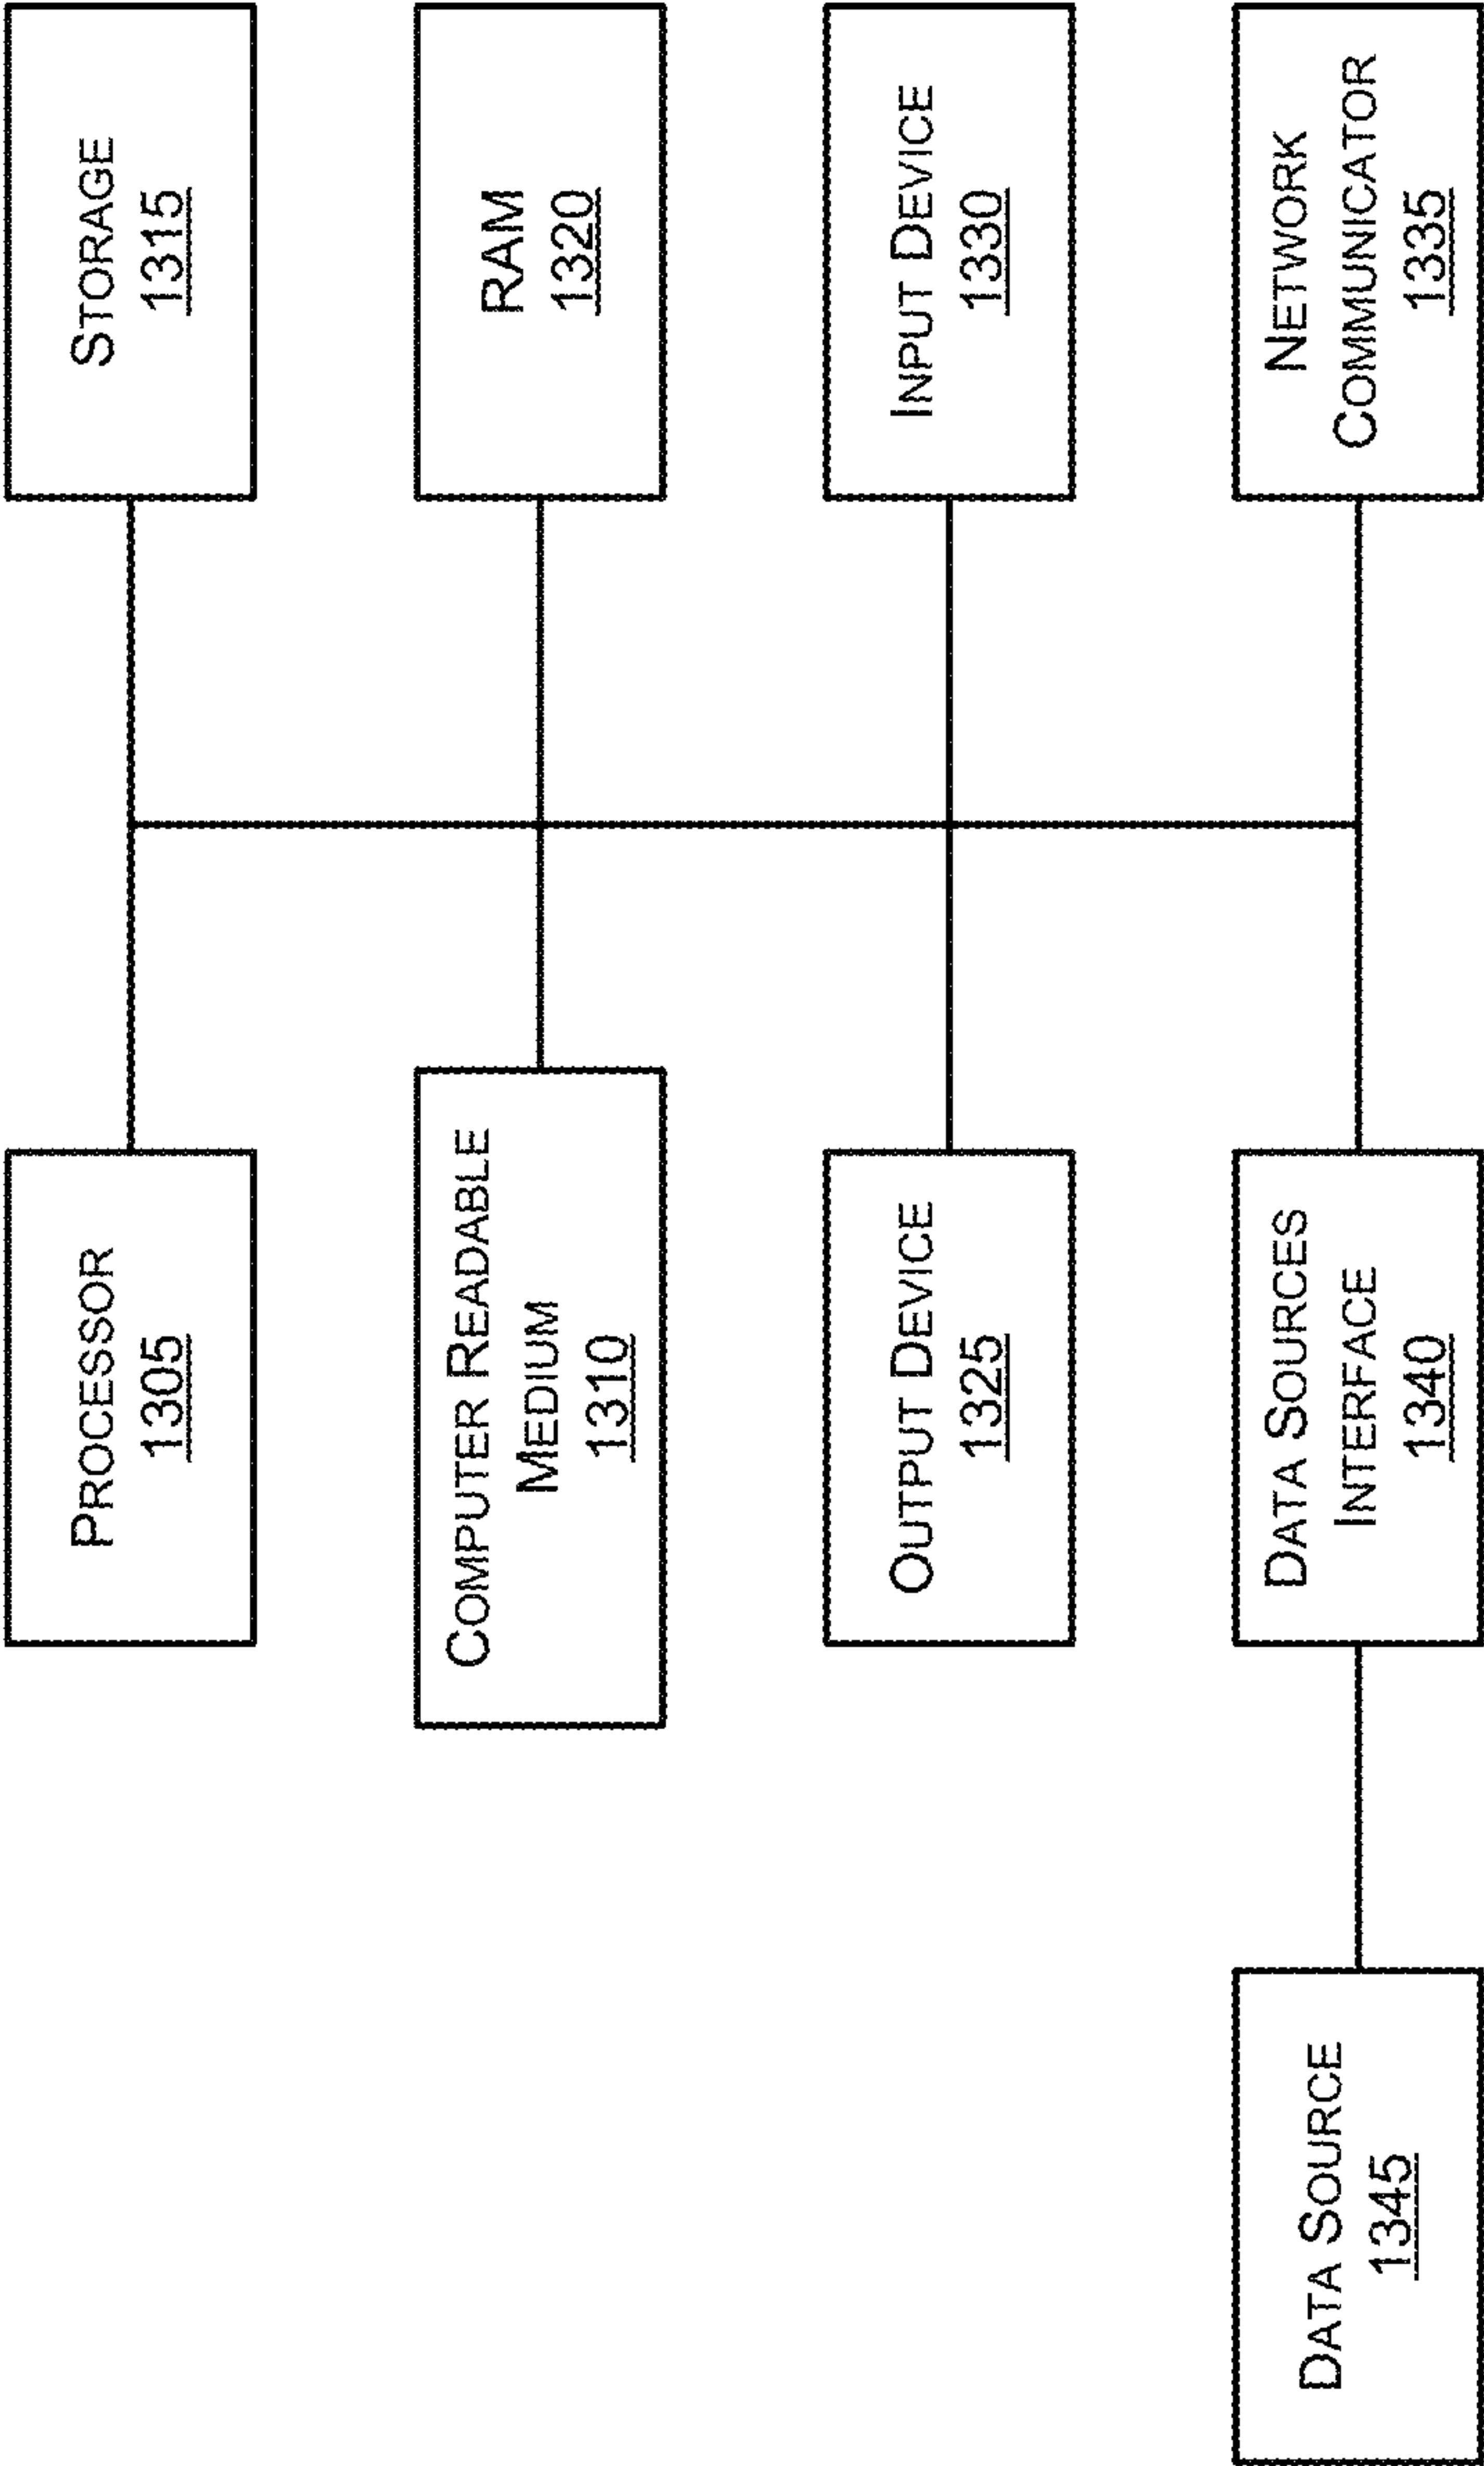 PROCESSOR
1305
STORAGE
1315
COMPUTER READABLE
MEDIUM
1310
RAM
1320
OUTPUT DEVICE
1325
INPUT DEVICE
1330
DATA SOURCE
1345
DATA SOURCES
INTERFACE
1340
NETWORK
COMMUNICATOR
1335